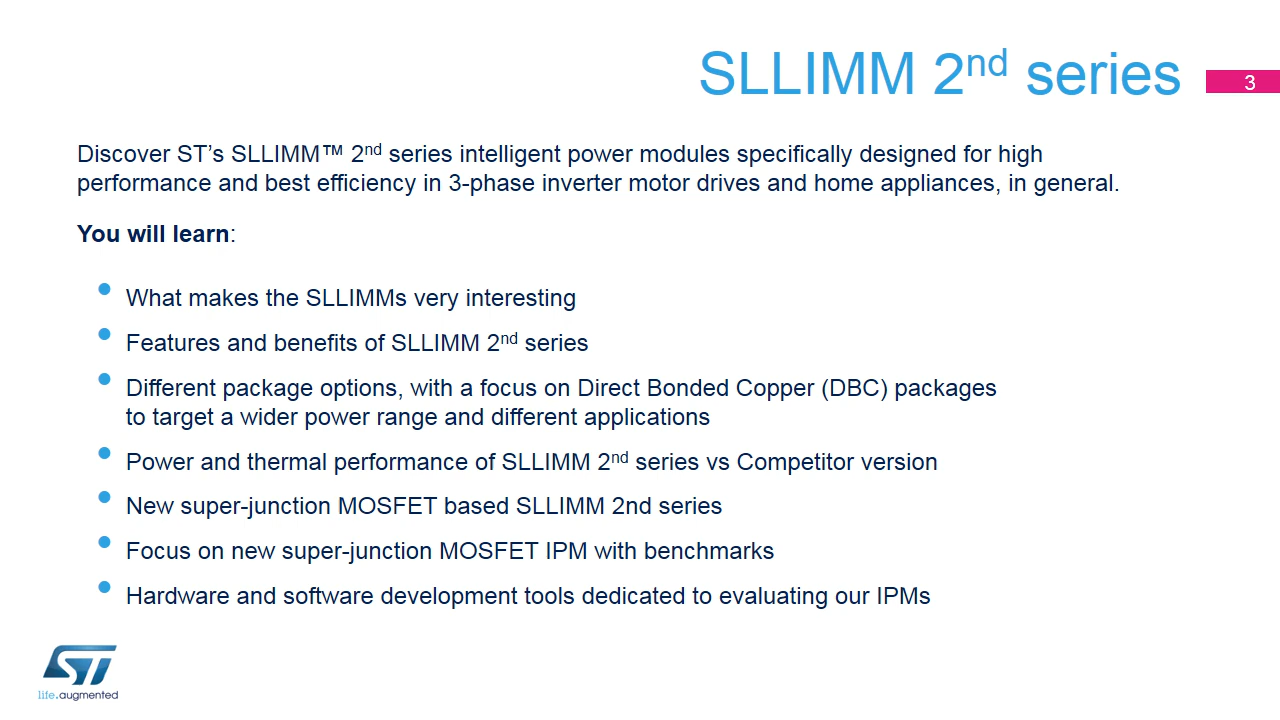 SLLIMM 2nd series
3
Discover ST’s SLLIMM™ 2nd series intelligent power modules specifically designed for high
performance and best efficiency in 3-phase inverter motor drives and home appliances, in general.
You will learn:
• What makes the SLLIMMs very interesting
• Features and benefits of SLLIMM 2nd series
• Different package options, with a focus on Direct Bonded Copper (DBC) packages
to target a wider power range and different applications
• Power and thermal performance of SLLIMM 2nd series vs Competitor version
• New super-junction MOSFET based SLLIMM 2nd series
• Focus on new super-junction MOSFET IPM with benchmarks
• Hardware and software development tools dedicated to evaluating our IPMs
ST
life.augmented